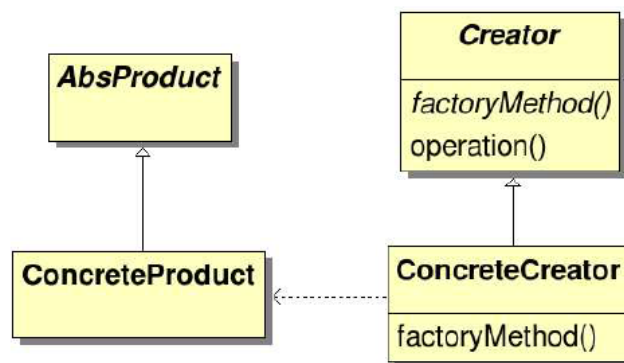 Creator
AbsProduct
factoryMethod()
operation()
ConcreteProduct
ConcreteCreator
factoryMethod()